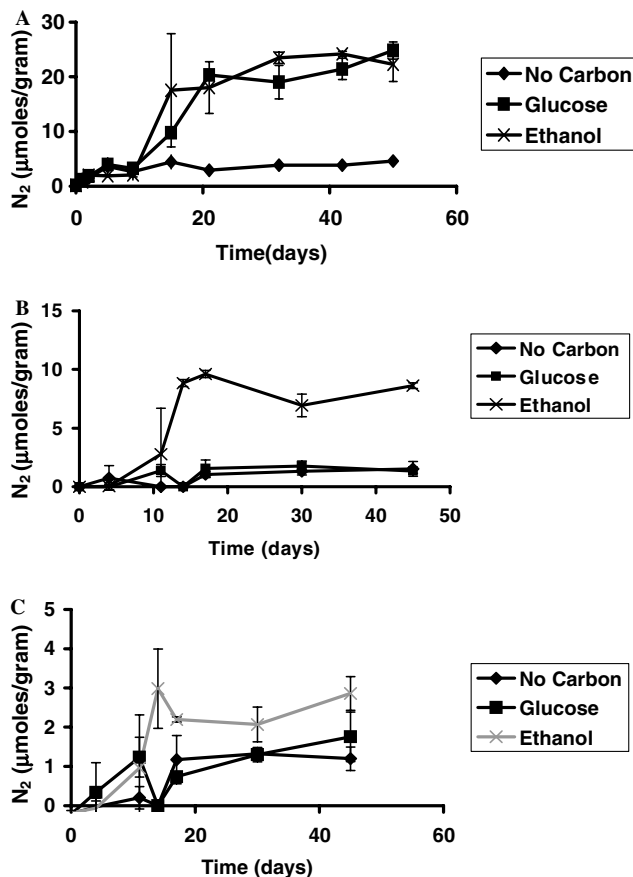 A
N₂ (μmoles/gram)
30
20
10
0
0 20 40 60
Time(days)
No Carbon
Glucose
Ethanol
B
N₂ (μmoles/gram)
15
10
5
0
0 10 20 30 40 50
Time (days)
No Carbon
Glucose
Ethanol
C
N₂ (μmoles/gram)
5
4
3
2
1
0
0 20 40 60
Time (days)
No Carbon
Glucose
Ethanol